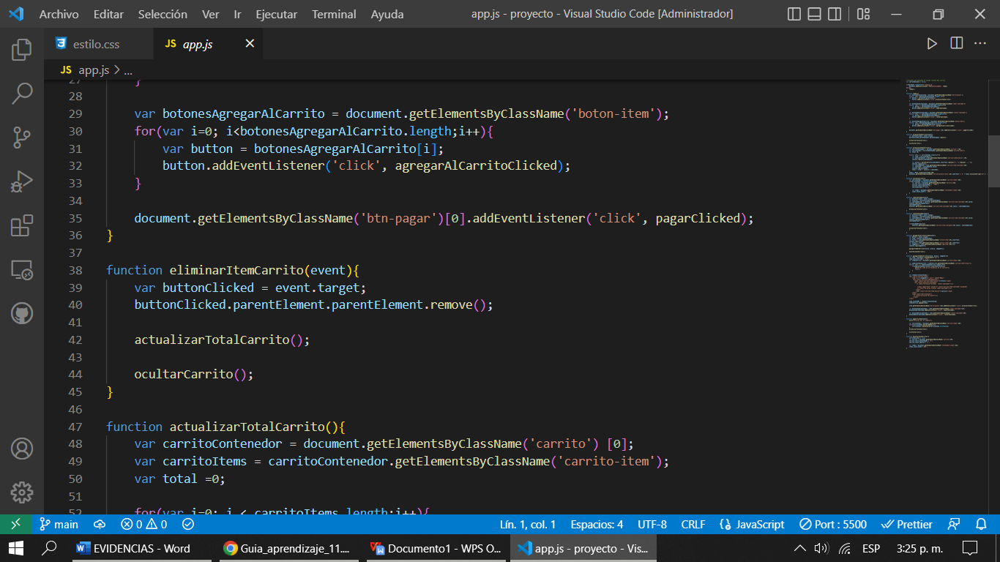 Archivo Editar Selección Ver Ir Ejecutar Terminal Ayuda app.js - proyecto - Visual Studio Code [Administrador]
estilo.css JS app.js
JS app.js > ...
27 }
28
29 var botonesAgregarAlCarrito = document.getElementsByClassName('boton-item');
30 for(var i=0; i<botonesAgregarAlCarrito.length;i++){
31 var button = botonesAgregarAlCarrito[i];
32 button.addEventListener('click', agregarAlCarritoClicked);
33 }
34
35 document.getElementsByClassName('btn-pagar')[0].addEventListener('click', pagarClicked);
36 }
37
38 function eliminarItemCarrito(event){
39 var buttonClicked = event.target;
40 buttonClicked.parentElement.parentElement.remove();
41
42 actualizarTotalCarrito();
43
44 ocultarCarrito();
45 }
46
47 function actualizarTotalCarrito(){
48 var carritoContenedor = document.getElementsByClassName('carrito') [0];
49 var carritoItems = carritoContenedor.getElementsByClassName('carrito-item');
50 var total =0;
51
52 for(var i=0; i < carritoItems.length;i++){
main 0 0 Lín. 1, col. 1 Espacios: 4 UTF-8 CRLF {} JavaScript Port : 5500 Prettier
EVIDENCIAS - Word Guia_aprendizaje_11.... Documento1 - WPS O... app.js - proyecto - Vis... ESP 3:25 p. m.